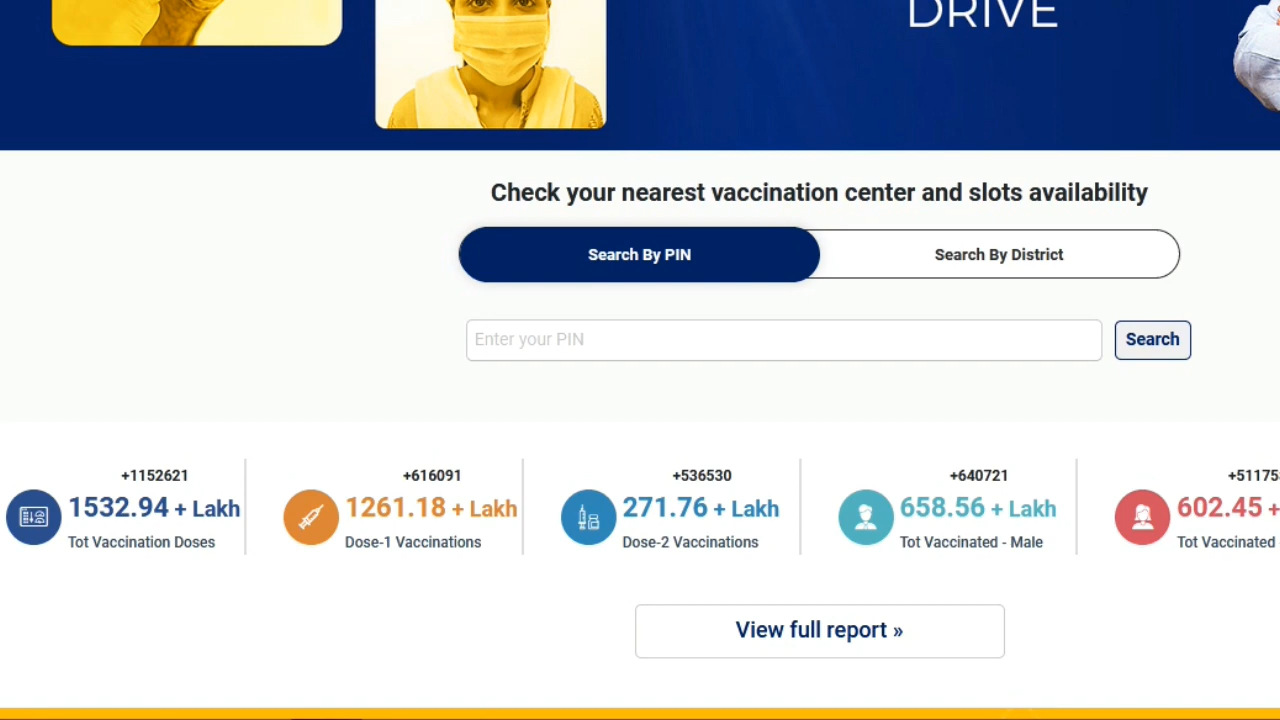 DRIVE
Check your nearest vaccination center and slots availability
Search By PIN
Search By District
Enter your PIN
Search
+1152621
1532.94 + Lakh
Tot Vaccination Doses
+616091
1261.18 + Lakh
Dose-1 Vaccinations
+536530
271.76 + Lakh
Dose-2 Vaccinations
+640721
658.56 + Lakh
Tot Vaccinated - Male
+51175
602.45 +
Tot Vaccinated
View full report »